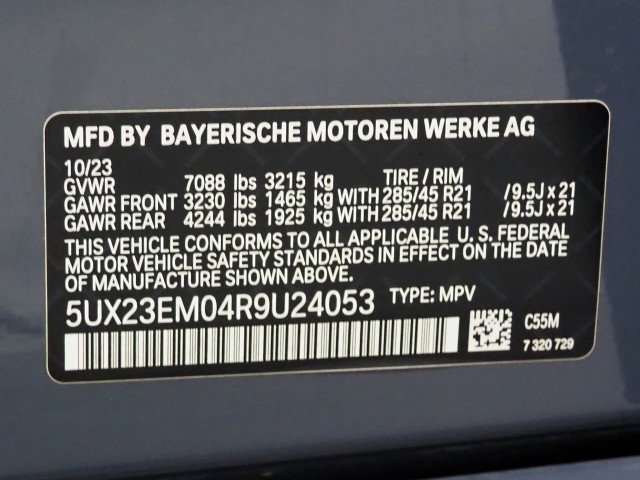 MFD BY BAYERISCHE MOTOREN WERKE AG
10/23 TIRE / RIM
GVWR 7088 lbs 3215 kg
GAWR FRONT 3230 lbs 1465 kg WITH 285/45 R21 /9.5J x 21
GAWR REAR 4244 lbs 1925 kg WITH 285/45 R21 /9.5J x 21
THIS VEHICLE CONFORMS TO ALL APPLICABLE U. S. FEDERAL
MOTOR VEHICLE SAFETY STANDARDS IN EFFECT ON THE DATE
OF MANUFACTURE SHOWN ABOVE.
5UX23EM04R9U24053 TYPE: MPV
C55M
7 320 729